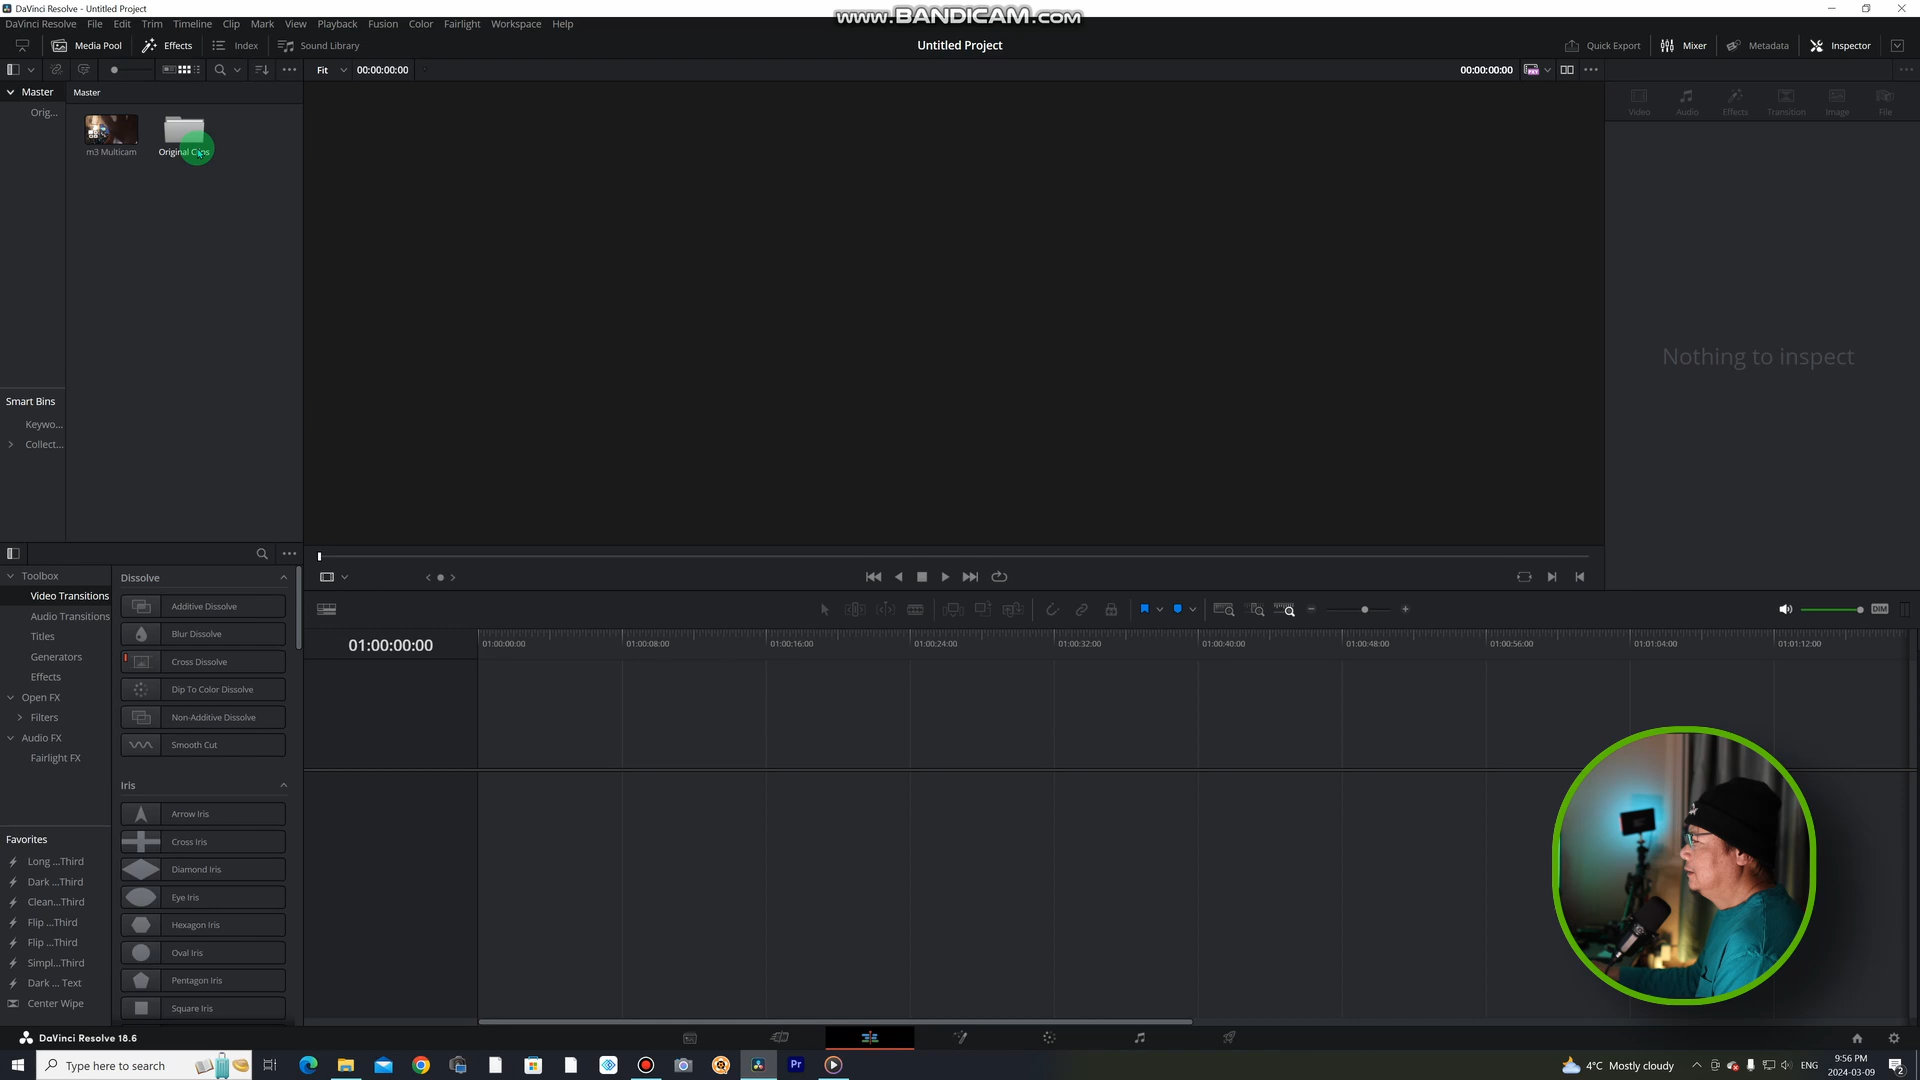 DaVinci Resolve - Untitled Project
WWW.BANDICAM.COM
DaVinci Resolve File Edit Trim Timeline Clip Mark View Playback Fusion Color Fairlight Workspace Help
Media Pool Effects Index Sound Library Untitled Project Quick Export Mixer Metadata Inspector
Fit 00:00:00:00 00:00:00:00
Master Master
Orig...
m3 Multicam Original Clips
Video Audio Effects Transition Image File
Nothing to inspect
Smart Bins
Keywo...
Collect...
Toolbox
Video Transitions
Audio Transitions
Titles
Generators
Effects
Open FX
Filters
Audio FX
Fairlight FX
Favorites
Long ...Third
Dark ...Third
Clean...Third
Flip ...Third
Flip ...Third
Simpl...Third
Dark ... Text
Center Wipe
Dissolve
Additive Dissolve
Blur Dissolve
Cross Dissolve
Dip To Color Dissolve
Non-Additive Dissolve
Smooth Cut
Iris
Arrow Iris
Cross Iris
Diamond Iris
Eye Iris
Hexagon Iris
Oval Iris
Pentagon Iris
Square Iris
DIM
01:00:00:00 01:00:00:00 01:00:08:00 01:00:16:00 01:00:24:00 01:00:32:00 01:00:40:00 01:00:48:00 01:00:56:00 01:01:04:00 01:01:12:00
DaVinci Resolve 18.6
Type here to search Pr 4°C Mostly cloudy ENG
9:56 PM
2024-03-09
2